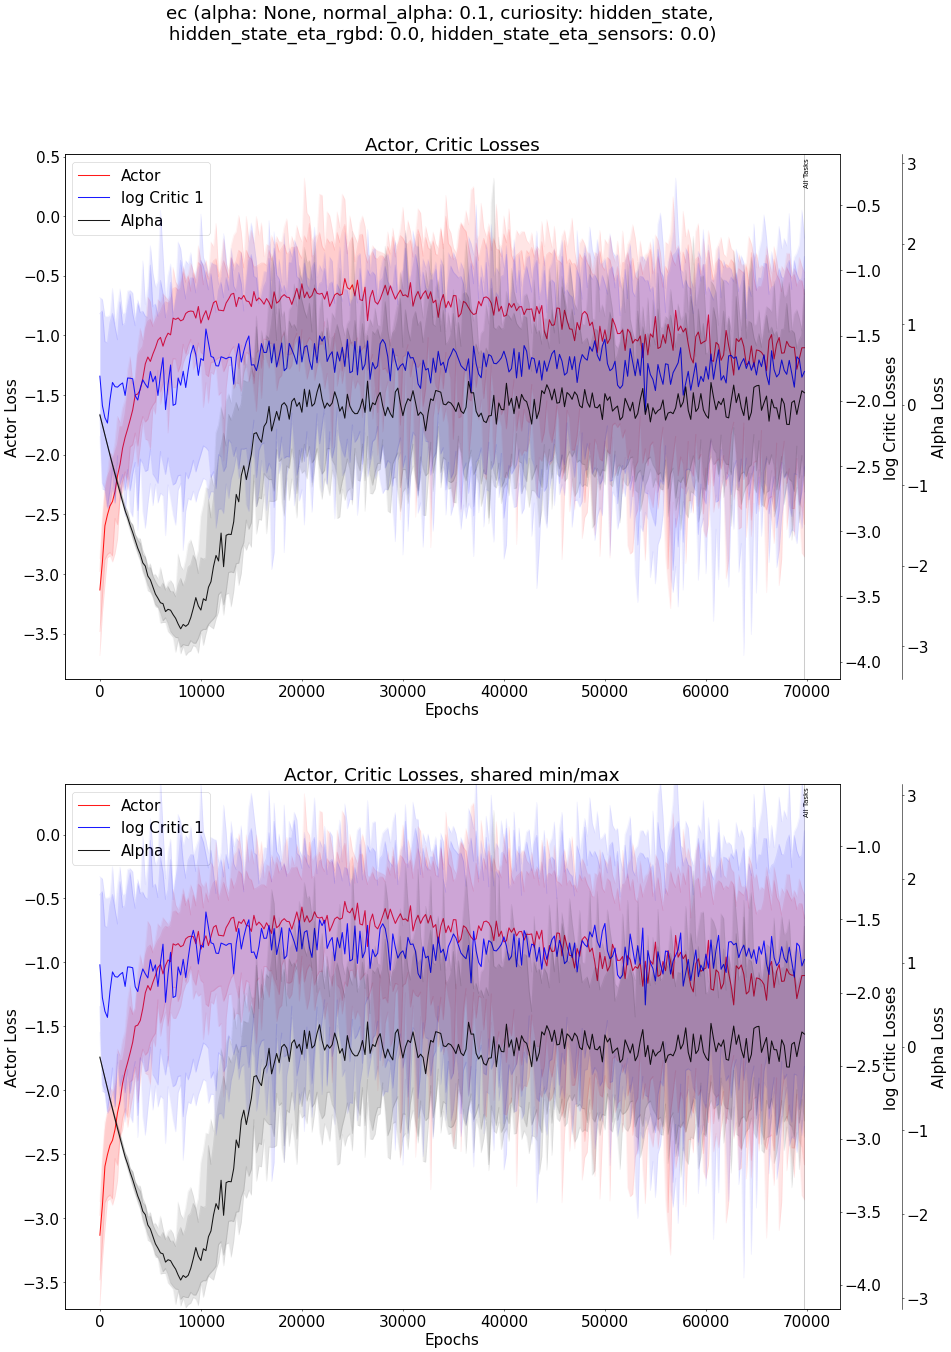 ec (alpha: None, normal_alpha: 0.1, curiosity: hidden_state,
hidden_state_eta_rgbd: 0.0, hidden_state_eta_sensors: 0.0)
Actor, Critic Losses
Actor
log Critic 1
Alpha
All Tasks
0.5
0.0
−0.5
−1.0
−1.5
−2.0
−2.5
−3.0
−3.5
Actor Loss
−0.5
−1.0
−1.5
−2.0
−2.5
−3.0
−3.5
−4.0
log Critic Losses
3
2
1
0
−1
−2
−3
Alpha Loss
0 10000 20000 30000 40000 50000 60000 70000
Epochs
Actor, Critic Losses, shared min/max
Actor
log Critic 1
Alpha
All Tasks
0.0
−0.5
−1.0
−1.5
−2.0
−2.5
−3.0
−3.5
Actor Loss
−1.0
−1.5
−2.0
−2.5
−3.0
−3.5
−4.0
log Critic Losses
3
2
1
0
−1
−2
−3
Alpha Loss
0 10000 20000 30000 40000 50000 60000 70000
Epochs